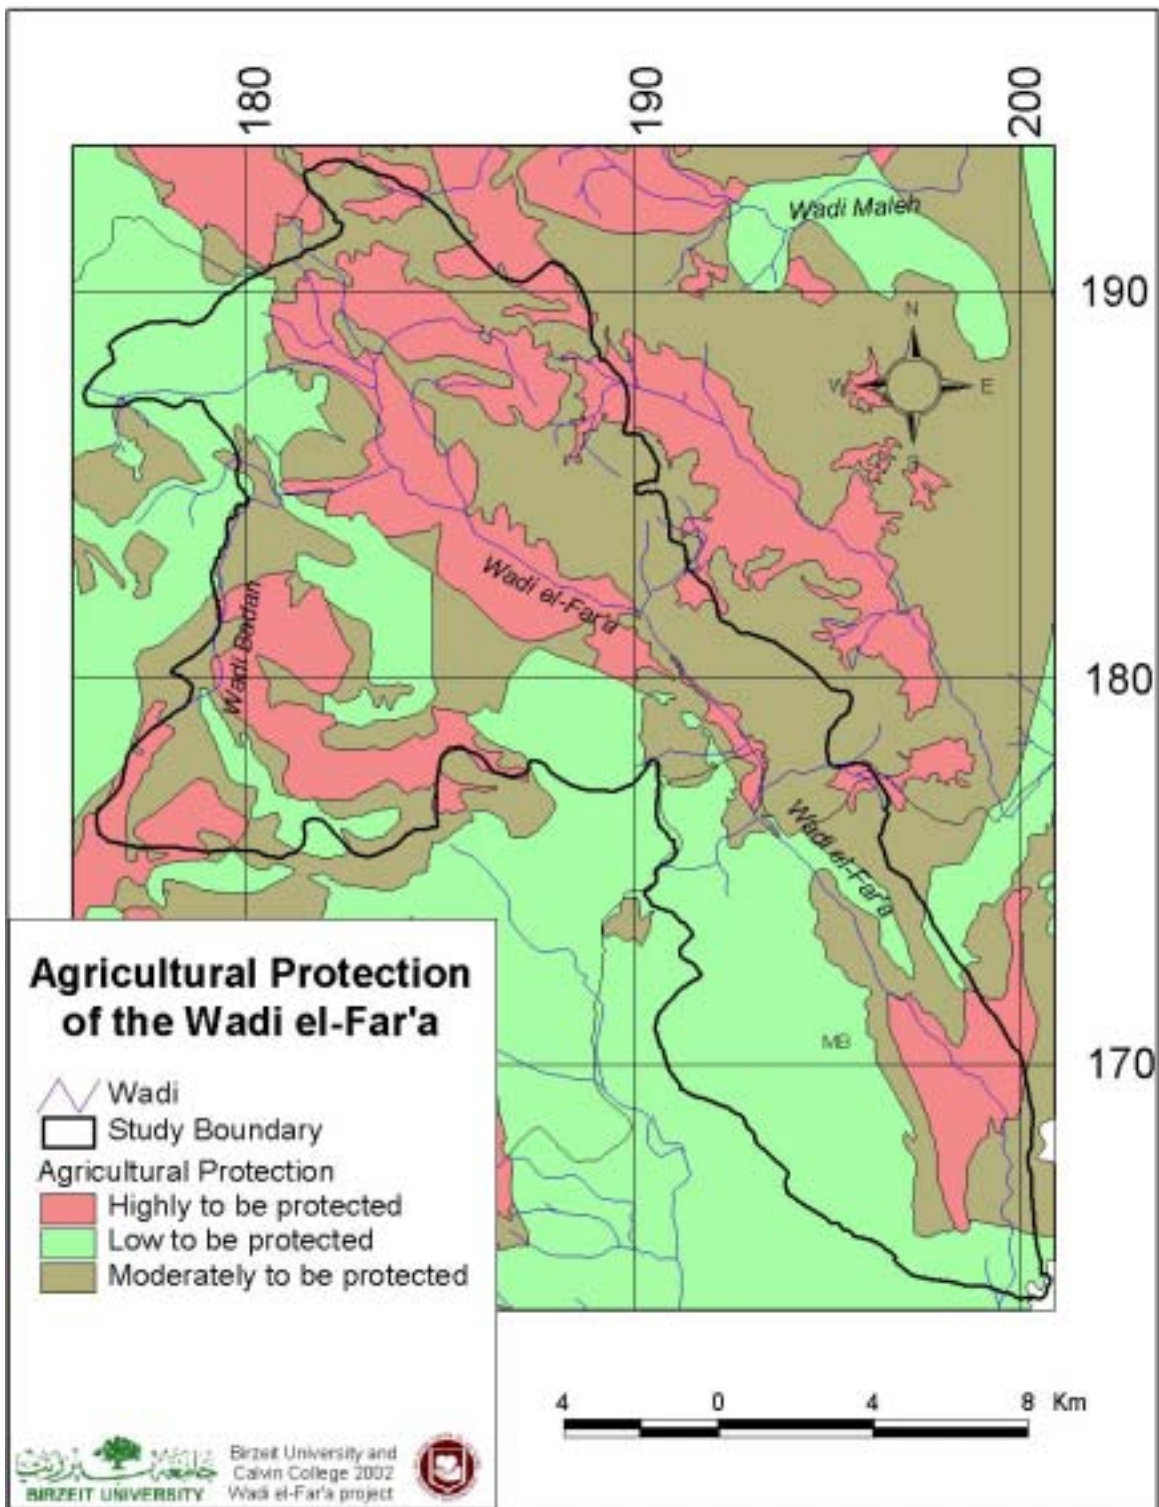 180
190
200
Wadi Maleh
190
N
W
E
S
Wadi el-Far'a
Wadi Badan
180
Wadi el-Far'a
MB
170
Agricultural Protection
of the Wadi el-Far'a
Wadi
Study Boundary
Agricultural Protection
Highly to be protected
Low to be protected
Moderately to be protected
4
0
4
8
Km
BIRZEIT UNIVERSITY
Birzeit University and
Calvin College 2002
Wadi el-Far'a project